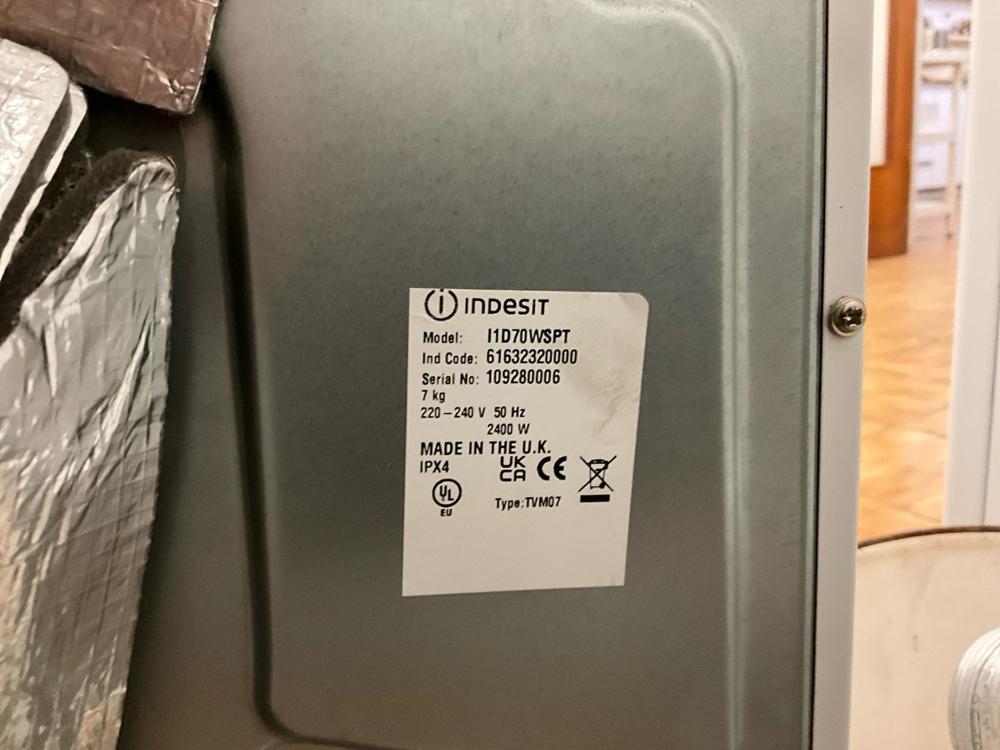 INDESIT
Model: I1D70WSPT
Ind Code: 61632320000
Serial No: 109280006
7 kg
220-240 V 50 Hz
2400 W
MADE IN THE U.K.
IPX4 UK CA CE
UL
EU
Type:TVM07